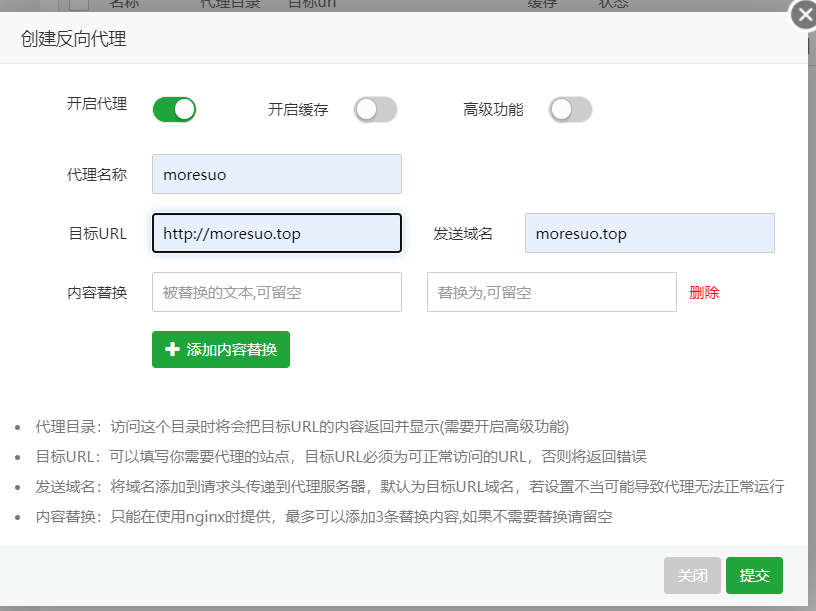 名称 代理目录 目标url 缓存 状态
创建反向代理
开启代理 开启缓存 高级功能
代理名称 moresuo
目标URL http://moresuo.top 发送域名 moresuo.top
内容替换 被替换的文本,可留空 替换为,可留空 删除
添加内容替换
代理目录：访问这个目录时将会把目标URL的内容返回并显示(需要开启高级功能)
目标URL：可以填写你需要代理的站点，目标URL必须为可正常访问的URL，否则将返回错误
发送域名：将域名添加到请求头传递到代理服务器，默认为目标URL域名，若设置不当可能导致代理无法正常运行
内容替换：只能在使用nginx时提供，最多可以添加3条替换内容,如果不需要替换请留空
关闭 提交